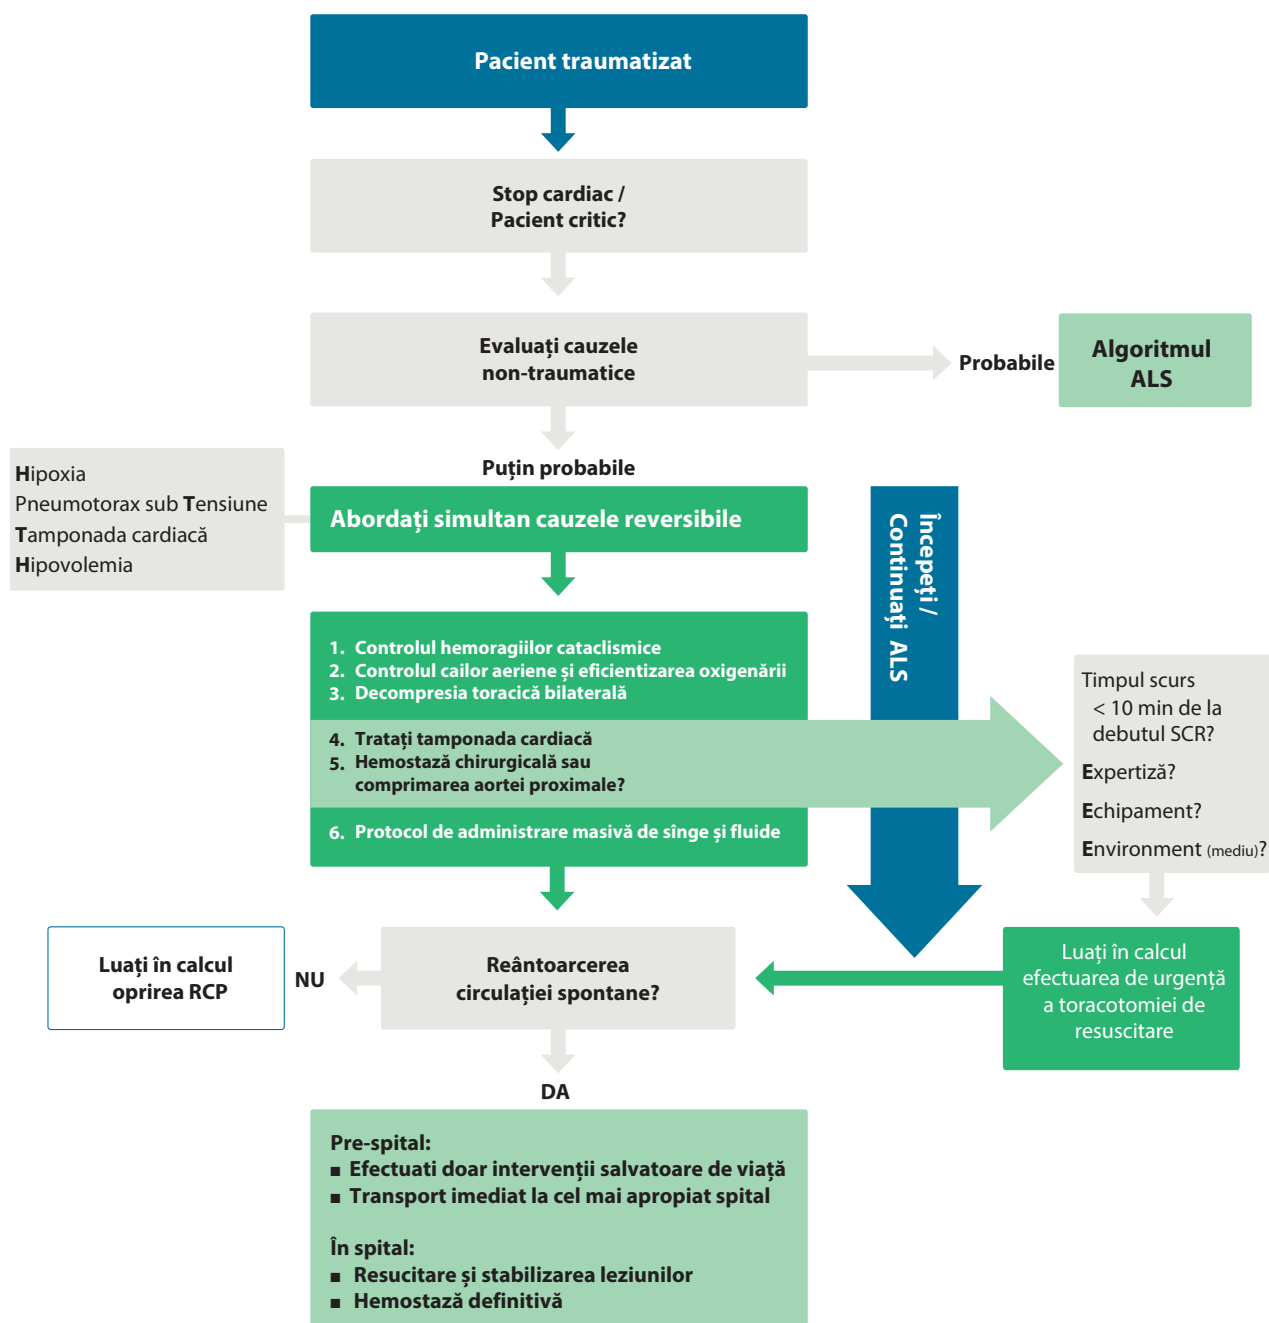 Pacient traumatizat
Stop cardiac /
Pacient critic?
Evaluați cauzele
non-traumatice
Probabile
Algoritmul
ALS
Puțin probabile
Hipoxia
Pneumotorax sub Tensiune
Tamponada cardiacă
Hipovolemia
Abordați simultan cauzele reversibile
Începeți /
Continuați ALS
1. Controlul hemoragiilor cataclismice
2. Controlul cailor aeriene și eficientizarea oxigenării
3. Decompresia toracică bilaterală
4. Tratați tamponada cardiacă
5. Hemostază chirurgicală sau
comprimarea aortei proximale?
6. Protocol de administrare masivă de sînge și fluide
Timpul scurs
< 10 min de la
debutul SCR?
Expertiză?
Echipament?
Environment (mediu)?
Luați în calcul
oprirea RCP
NU
Reântoarcerea
circulației spontane?
Luați în calcul
efectuarea de urgență
a toracotomiei de
resuscitare
DA
Pre-spital:
■ Efectuati doar intervenții salvatoare de viață
■ Transport imediat la cel mai apropiat spital
În spital:
■ Resucitare și stabilizarea leziunilor
■ Hemostază definitivă